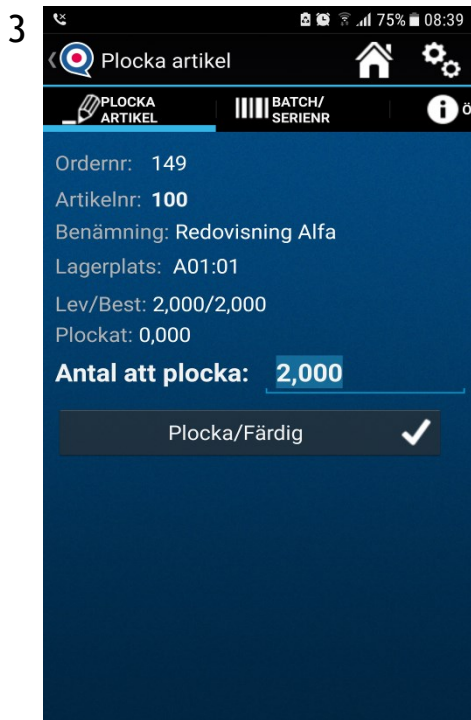 3
75% 08:39
Plocka artikel
PLOCKA ARTIKEL
BATCH/ SERIENR
i ö
Ordernr: 149
Artikelnr: 100
Benämning: Redovisning Alfa
Lagerplats: A01:01
Lev/Best: 2,000/2,000
Plockat: 0,000
Antal att plocka: 2,000
Plocka/Färdig